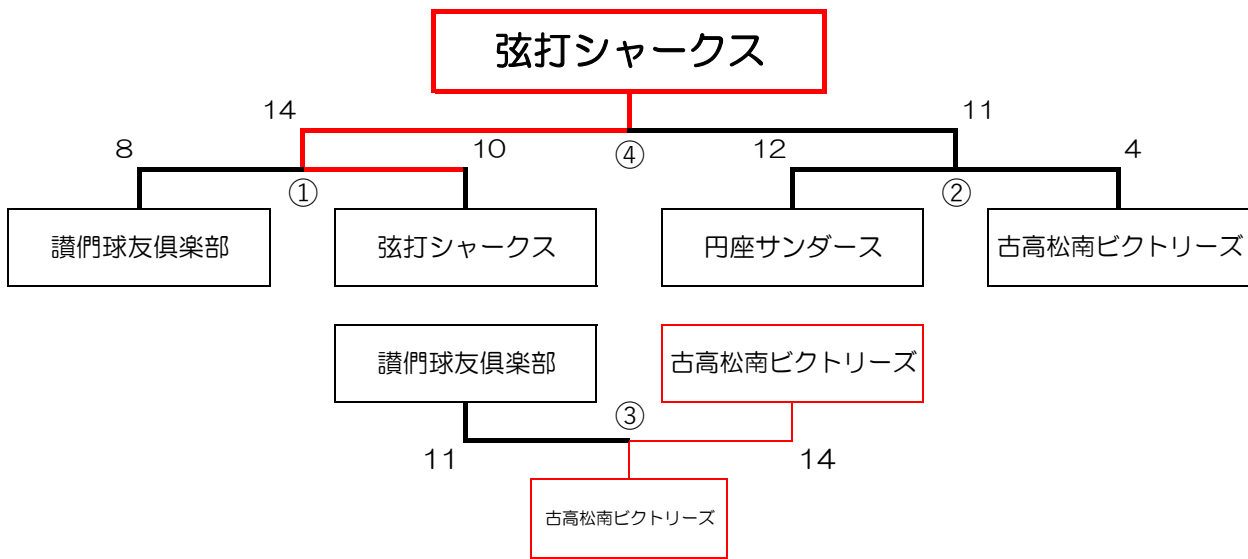 弦打シャークス
14
11
8
10
④
12
4
①
②
讃們球友倶楽部
弦打シャークス
円座サンダース
古高松南ビクトリーズ
讃們球友倶楽部
古高松南ビクトリーズ
③
11
14
古高松南ビクトリーズ